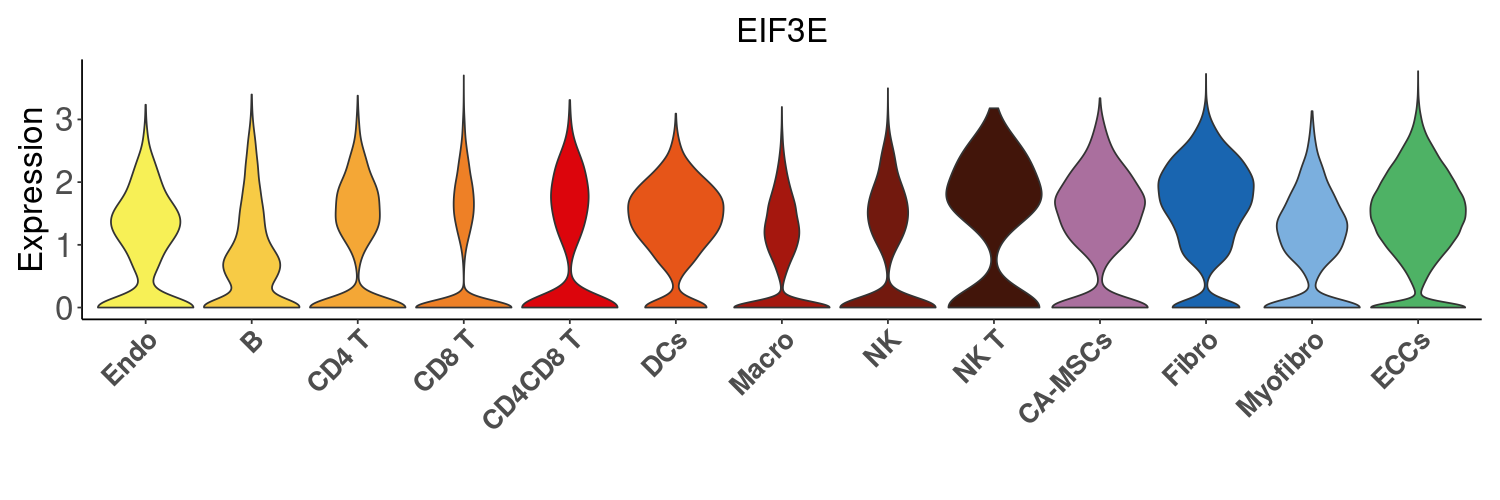 EIF3E
Expression
3
2
1
0
Endo
B
CD4 T
CD8 T
CD4CD8 T
DCs
Macro
NK
NK T
CA-MSCs
Fibro
Myofibro
ECCs